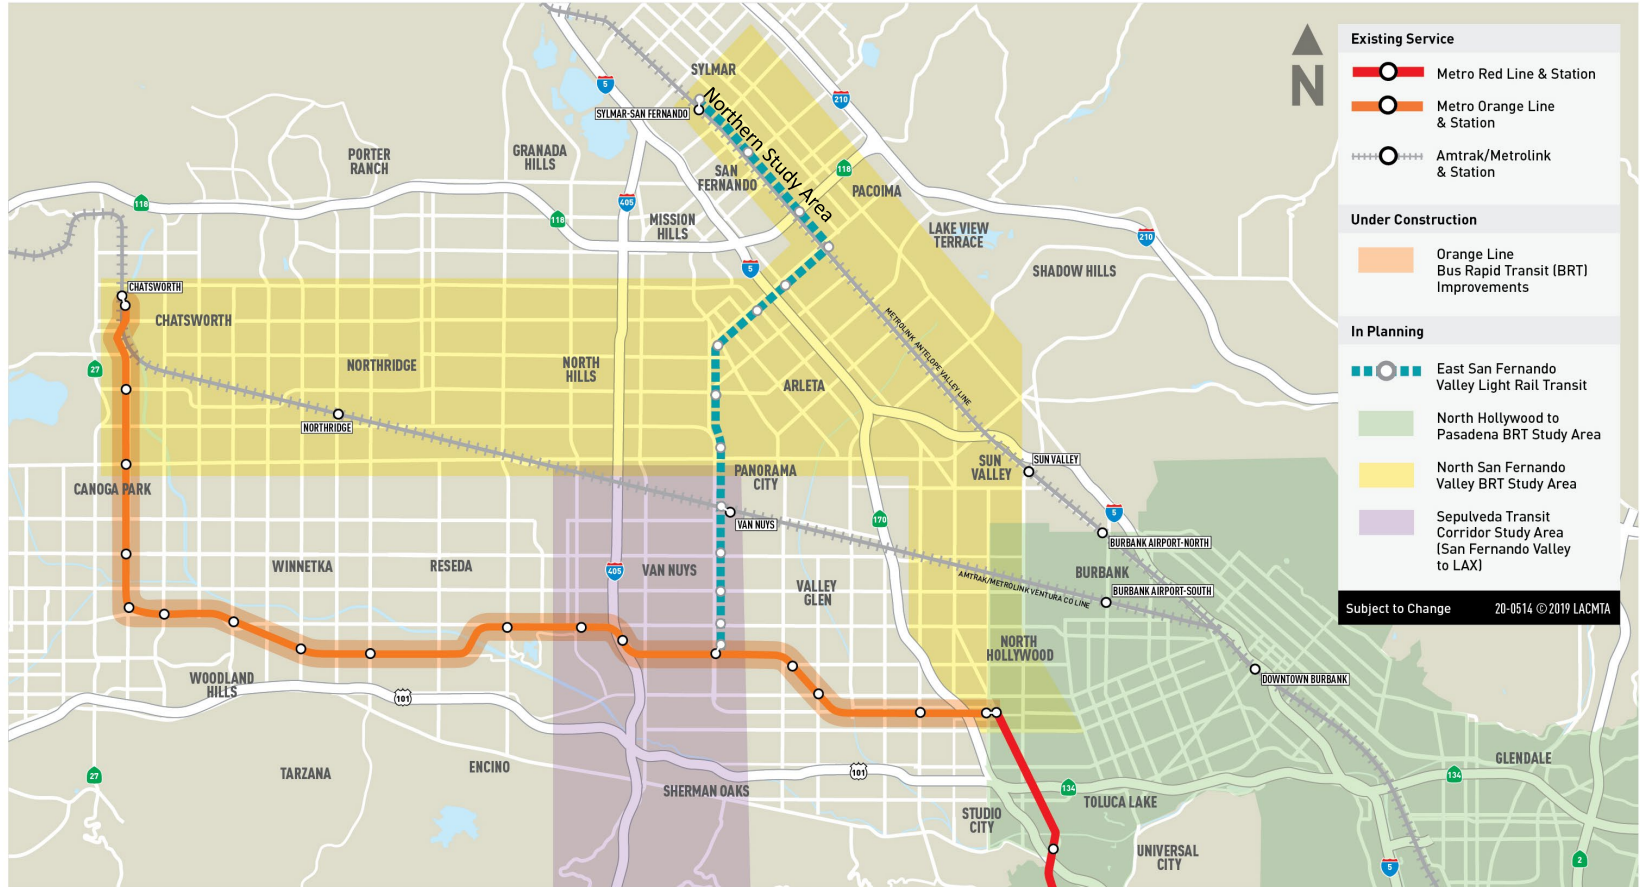 SYLMAR
5
210
SYLMAR-SAN FERNANDO
Northern Study Area
PORTER
RANCH
GRANADA
HILLS
SAN
FERNANDO
118
PACOIMA
118
405
118
MISSION
HILLS
LAKE VIEW
TERRACE
210
5
SHADOW HILLS
CHATSWORTH
CHATSWORTH
METROLINK ANTELOPE VALLEY LINE
27
NORTHRIDGE
NORTH
HILLS
ARLETA
NORTHRIDGE
SUN
VALLEY
SUN VALLEY
PANORAMA
CITY
CANOGA PARK
5
170
VAN NUYS
BURBANK AIRPORT-NORTH
WINNETKA
RESEDA
405
VAN NUYS
VALLEY
GLEN
AMTRAK/METROLINK VENTURA CO LINE
BURBANK
BURBANK AIRPORT-SOUTH
NORTH
HOLLYWOOD
WOODLAND
HILLS
101
DOWNTOWN BURBANK
27
TARZANA
ENCINO
101
SHERMAN OAKS
134
TOLUCA LAKE
134
GLENDALE
STUDIO
CITY
UNIVERSAL
CITY
5
2
N
Existing Service
Metro Red Line & Station
Metro Orange Line
& Station
Amtrak/Metrolink
& Station
Under Construction
Orange Line
Bus Rapid Transit (BRT)
Improvements
In Planning
East San Fernando
Valley Light Rail Transit
North Hollywood to
Pasadena BRT Study Area
North San Fernando
Valley BRT Study Area
Sepulveda Transit
Corridor Study Area
(San Fernando Valley
to LAX)
Subject to Change 20-0514 © 2019 LACMTA